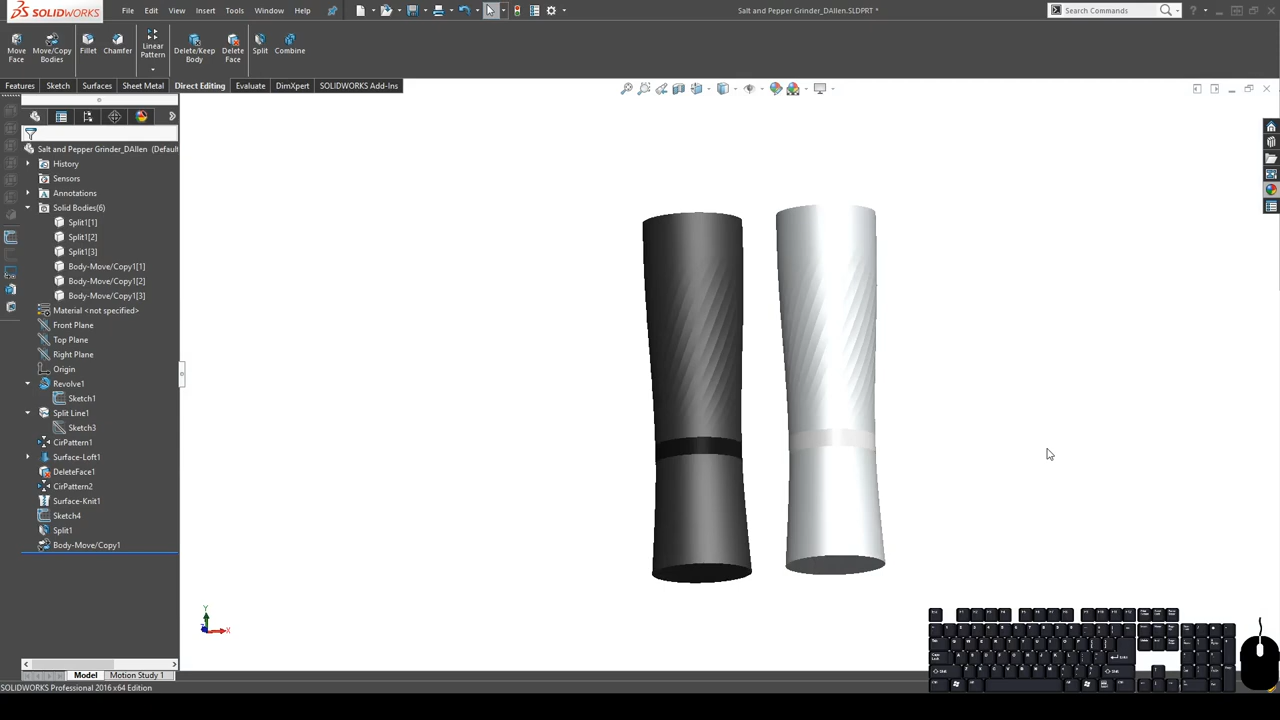 SOLIDWORKS File Edit View Insert Tools Window Help Salt and Pepper Grinder_DAllen.SLDPRT * Search Commands
Move Face
Move/Copy Bodies
Fillet
Chamfer
Linear Pattern
Delete/Keep Body
Delete Face
Split
Combine
Features Sketch Surfaces Sheet Metal Direct Editing Evaluate DimXpert SOLIDWORKS Add-Ins
Salt and Pepper Grinder_DAllen (Default
History
Sensors
Annotations
Solid Bodies(6)
Split1[1]
Split1[2]
Split1[3]
Body-Move/Copy1[1]
Body-Move/Copy1[2]
Body-Move/Copy1[3]
Material <not specified>
Front Plane
Top Plane
Right Plane
Origin
Revolve1
Sketch1
Split Line1
Sketch3
CirPattern1
Surface-Loft1
DeleteFace1
CirPattern2
Surface-Knit1
Sketch4
Split1
Body-Move/Copy1
Y
X
Model Motion Study 1
SOLIDWORKS Professional 2016 x64 Edition